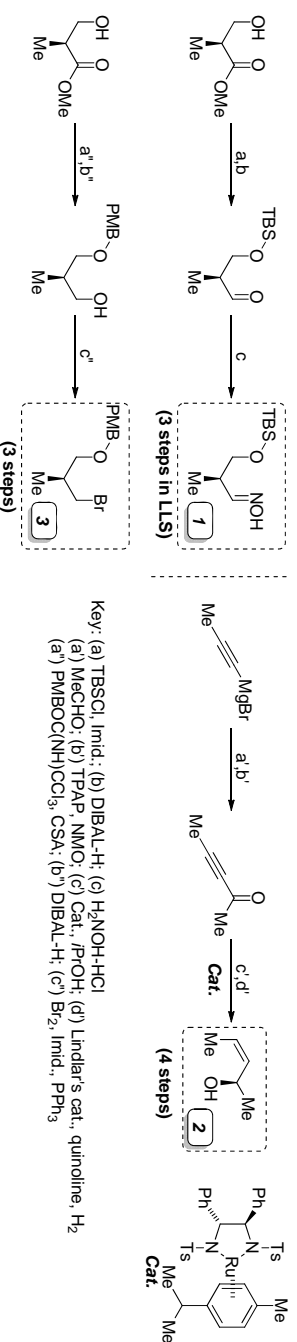 OH O OMe Me
a,b
TBS O O Me
c
TBS O NOH Me
1
(3 steps in LLS)
Me MgBr
a',b'
O Me Me
c',d'
Cat.
Me OH Me
2
(4 steps)
Ph Ph Ts N N Ts Ru Me Me Me
Cat.
OH O OMe Me
a'',b''
PMB O OH Me
c''
PMB O Br Me
3
(3 steps)
Key: (a) TBSCl, Imid.; (b) DIBAL-H; (c) H₂NOH-HCl
(a') MeCHO; (b') TPAP, NMO; (c') Cat., iPrOH; (d') Lindlar's cat., quinoline, H₂
(a'') PMBOC(NH)CCl₃, CSA; (b'') DIBAL-H; (c'') Br₂, Imid., PPh₃